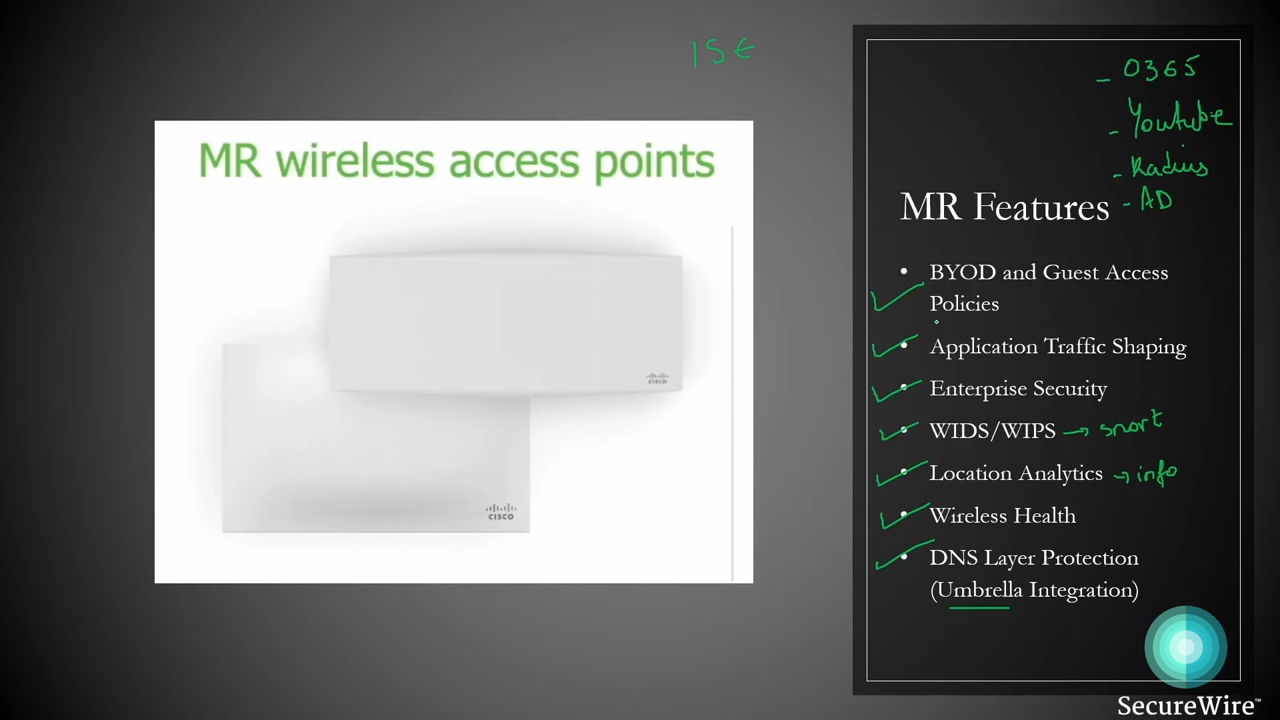 ISE
MR wireless access points
CISCO
CISCO
- O365
- Youtube
- Radius
- AD
MR Features
• BYOD and Guest Access
Policies
• Application Traffic Shaping
• Enterprise Security
• WIDS/WIPS → snort
• Location Analytics → info
• Wireless Health
• DNS Layer Protection
(Umbrella Integration)
SecureWire™